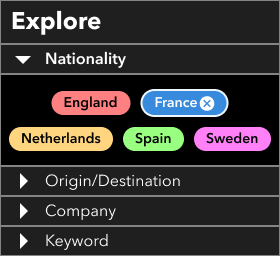 Explore
Nationality
England France
Netherlands Spain Sweden
Origin/Destination
Company
Keyword